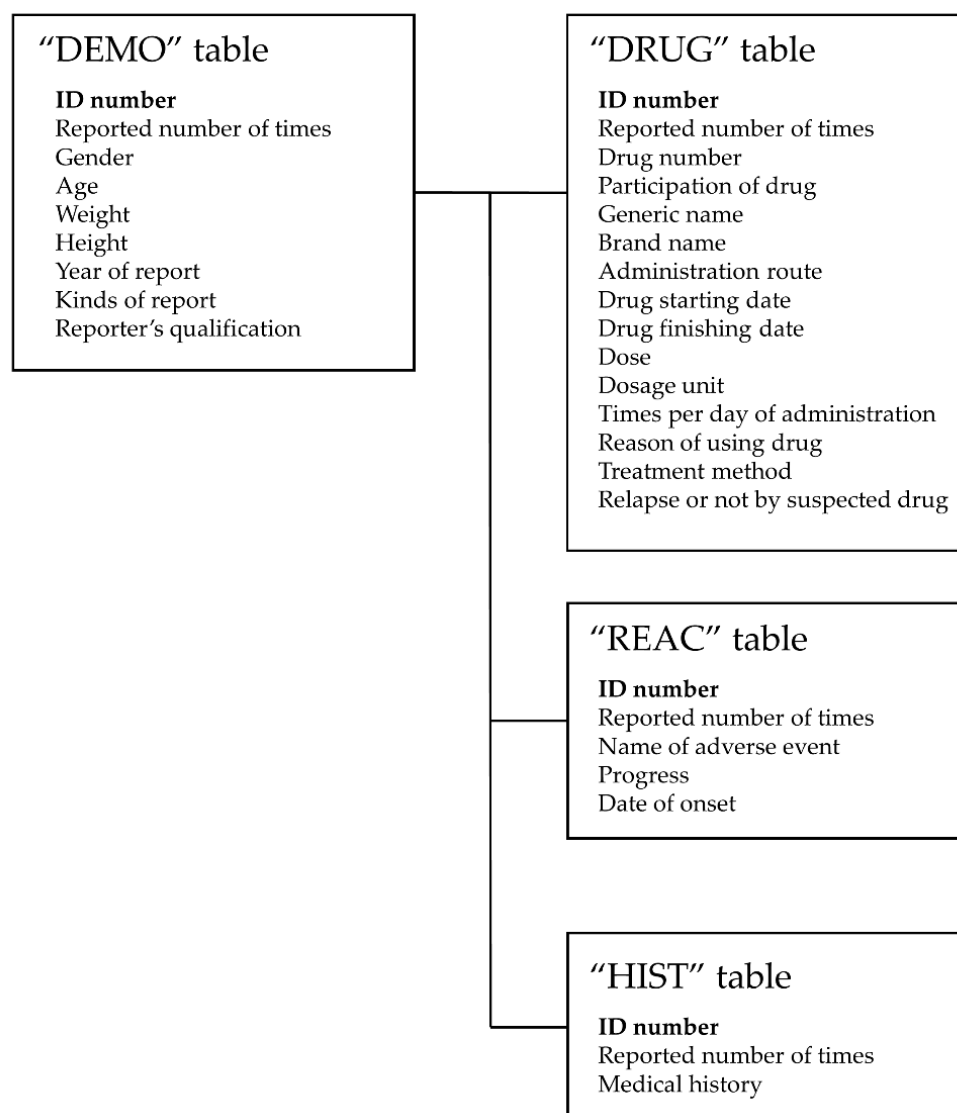 “DEMO” table
ID number
Reported number of times
Gender
Age
Weight
Height
Year of report
Kinds of report
Reporter’s qualification
“DRUG” table
ID number
Reported number of times
Drug number
Participation of drug
Generic name
Brand name
Administration route
Drug starting date
Drug finishing date
Dose
Dosage unit
Times per day of administration
Reason of using drug
Treatment method
Relapse or not by suspected drug
“REAC” table
ID number
Reported number of times
Name of adverse event
Progress
Date of onset
“HIST” table
ID number
Reported number of times
Medical history